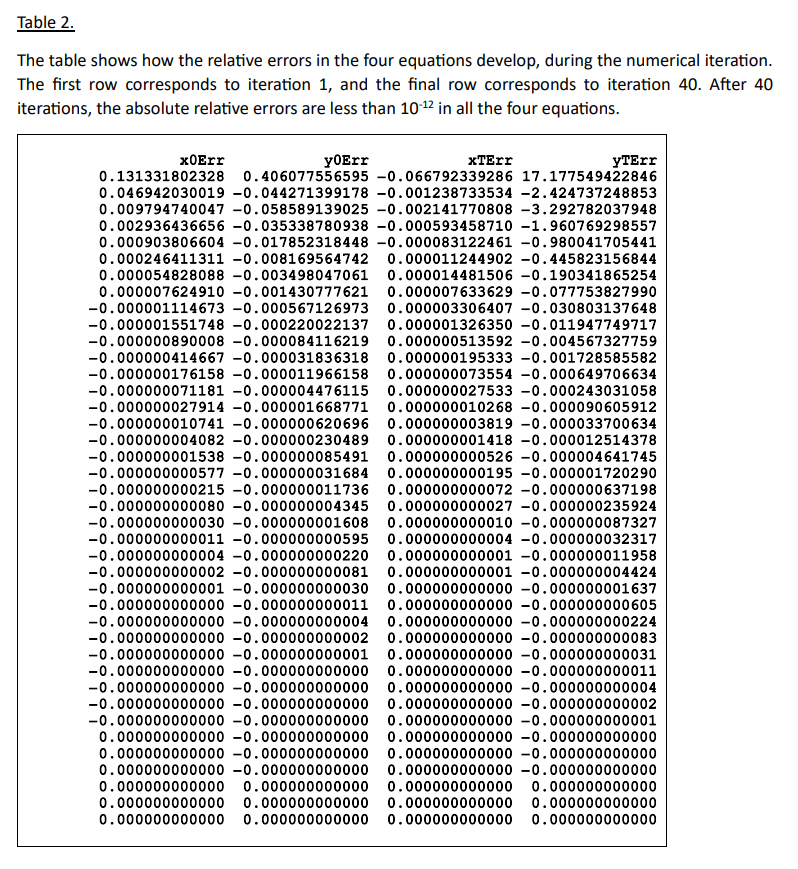 Table 2.
The table shows how the relative errors in the four equations develop, during the numerical iteration.
The first row corresponds to iteration 1, and the final row corresponds to iteration 40. After 40
iterations, the absolute relative errors are less than 10-12 in all the four equations.
x0Err y0Err xTErr yTErr
0.131331802328 0.406077556595 −0.066792339286 17.177549422846
0.046942030019 −0.044271399178 −0.001238733534 −2.424737248853
0.009794740047 −0.058589139025 −0.002141770808 −3.292782037948
0.002936436656 −0.035338780938 −0.000593458710 −1.960769298557
0.000903806604 −0.017852318448 −0.000083122461 −0.980041705441
0.000246411311 −0.008169564742 0.000011244902 −0.445823156844
0.000054828088 −0.003498047061 0.000014481506 −0.190341865254
0.000007624910 −0.001430777621 0.000007633629 −0.077753827990
−0.000001114673 −0.000567126973 0.000003306407 −0.030803137648
−0.000001551748 −0.000220022137 0.000001326350 −0.011947749717
−0.000000890008 −0.000084116219 0.000000513592 −0.004567327759
−0.000000414667 −0.000031836318 0.000000195333 −0.001728585582
−0.000000176158 −0.000011966158 0.000000073554 −0.000649706634
−0.000000071181 −0.000004476115 0.000000027533 −0.000243031058
−0.000000027914 −0.000001668771 0.000000010268 −0.000090605912
−0.000000010741 −0.000000620696 0.000000003819 −0.000033700634
−0.000000004082 −0.000000230489 0.000000001418 −0.000012514378
−0.000000001538 −0.000000085491 0.000000000526 −0.000004641745
−0.000000000577 −0.000000031684 0.000000000195 −0.000001720290
−0.000000000215 −0.000000011736 0.000000000072 −0.000000637198
−0.000000000080 −0.000000004345 0.000000000027 −0.000000235924
−0.000000000030 −0.000000001608 0.000000000010 −0.000000087327
−0.000000000011 −0.000000000595 0.000000000004 −0.000000032317
−0.000000000004 −0.000000000220 0.000000000001 −0.000000011958
−0.000000000002 −0.000000000081 0.000000000001 −0.000000004424
−0.000000000001 −0.000000000030 0.000000000000 −0.000000001637
−0.000000000000 −0.000000000011 0.000000000000 −0.000000000605
−0.000000000000 −0.000000000004 0.000000000000 −0.000000000224
−0.000000000000 −0.000000000002 0.000000000000 −0.000000000083
−0.000000000000 −0.000000000001 0.000000000000 −0.000000000031
−0.000000000000 −0.000000000000 0.000000000000 −0.000000000011
−0.000000000000 −0.000000000000 0.000000000000 −0.000000000004
−0.000000000000 −0.000000000000 0.000000000000 −0.000000000002
−0.000000000000 −0.000000000000 0.000000000000 −0.000000000001
0.000000000000 −0.000000000000 0.000000000000 −0.000000000000
0.000000000000 −0.000000000000 0.000000000000 −0.000000000000
0.000000000000 −0.000000000000 0.000000000000 −0.000000000000
0.000000000000 0.000000000000 0.000000000000 0.000000000000
0.000000000000 0.000000000000 0.000000000000 0.000000000000
0.000000000000 0.000000000000 0.000000000000 0.000000000000